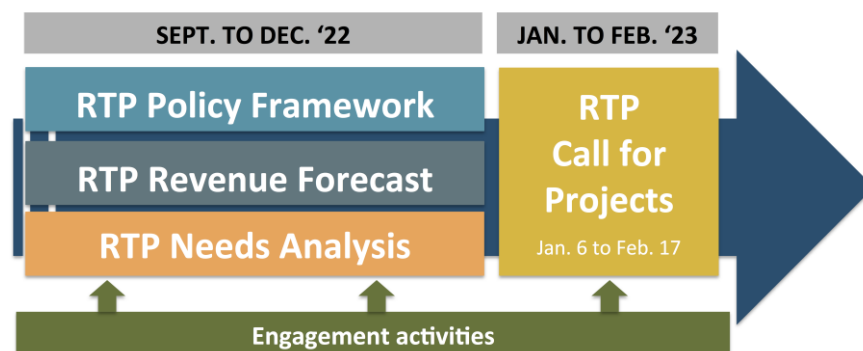 SEPT. TO DEC. ‘22
JAN. TO FEB. ‘23
RTP Policy Framework
RTP Revenue Forecast
RTP Needs Analysis
RTP
Call for
Projects
Jan. 6 to Feb. 17
Engagement activities